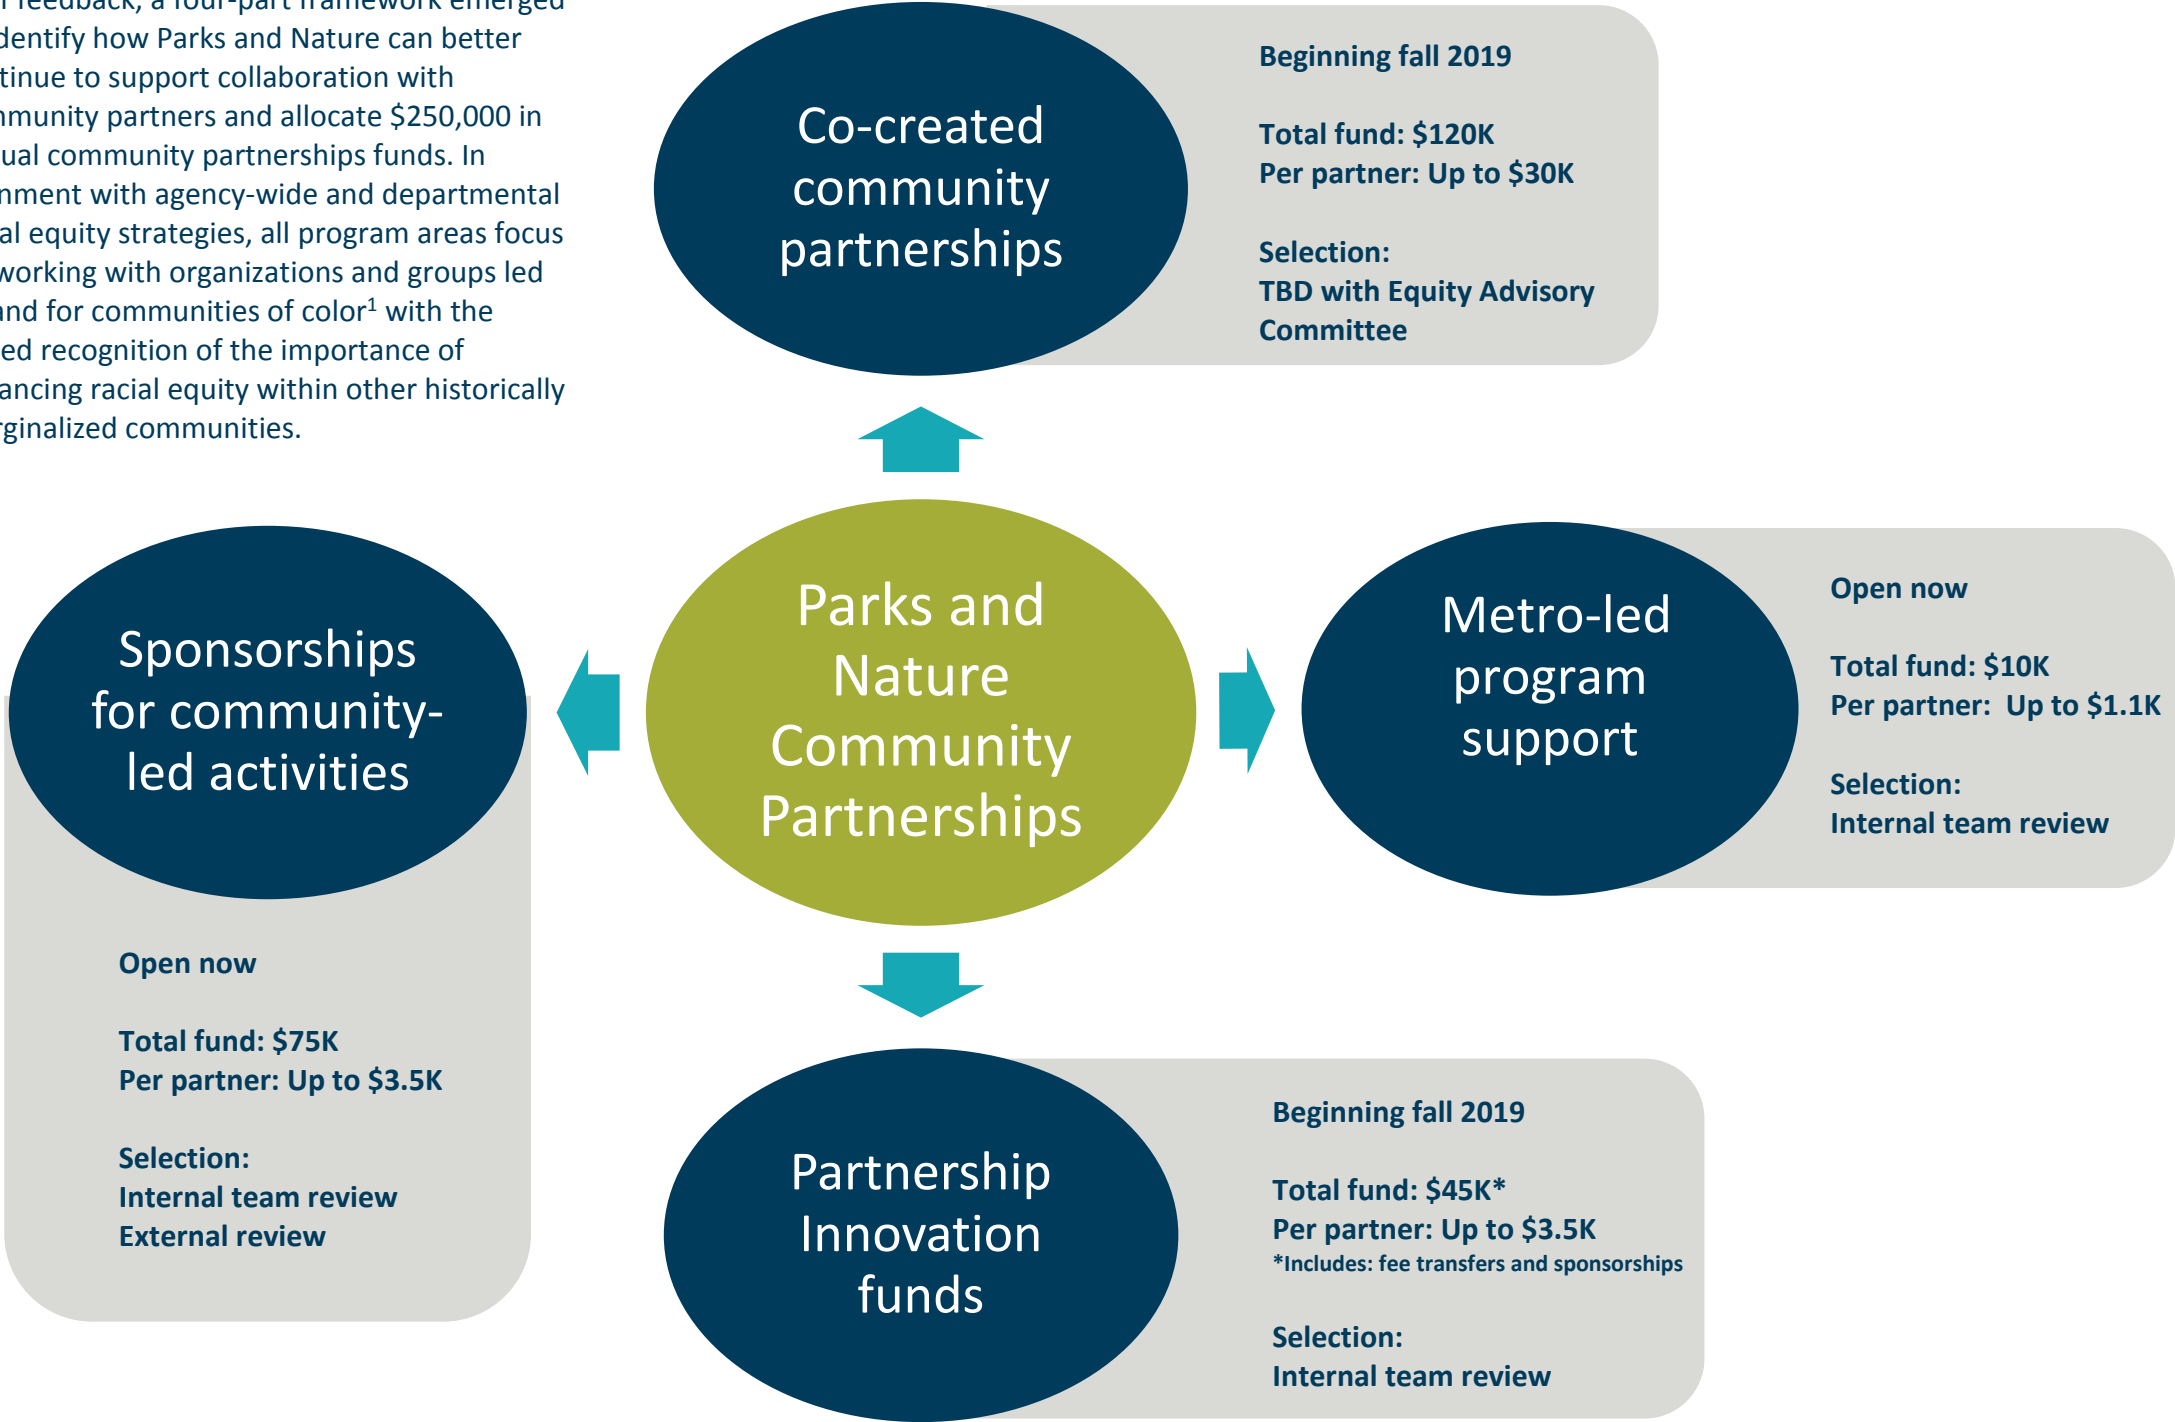 feedback, a four-part framework emerged
identify how Parks and Nature can better
tinue to support collaboration with
mmunity partners and allocate $250,000 in
ual community partnerships funds. In
nment with agency-wide and departmental
al equity strategies, all program areas focus
working with organizations and groups led
and for communities of color¹ with the
ed recognition of the importance of
ancing racial equity within other historically
rginalized communities.
Co-created
community
partnerships
Beginning fall 2019
Total fund: $120K
Per partner: Up to $30K
Selection:
TBD with Equity Advisory
Committee
Sponsorships
for community-
led activities
Open now
Total fund: $75K
Per partner: Up to $3.5K
Selection:
Internal team review
External review
Parks and
Nature
Community
Partnerships
Metro-led
program
support
Open now
Total fund: $10K
Per partner: Up to $1.1K
Selection:
Internal team review
Partnership
Innovation
funds
Beginning fall 2019
Total fund: $45K*
Per partner: Up to $3.5K
*Includes: fee transfers and sponsorships
Selection:
Internal team review